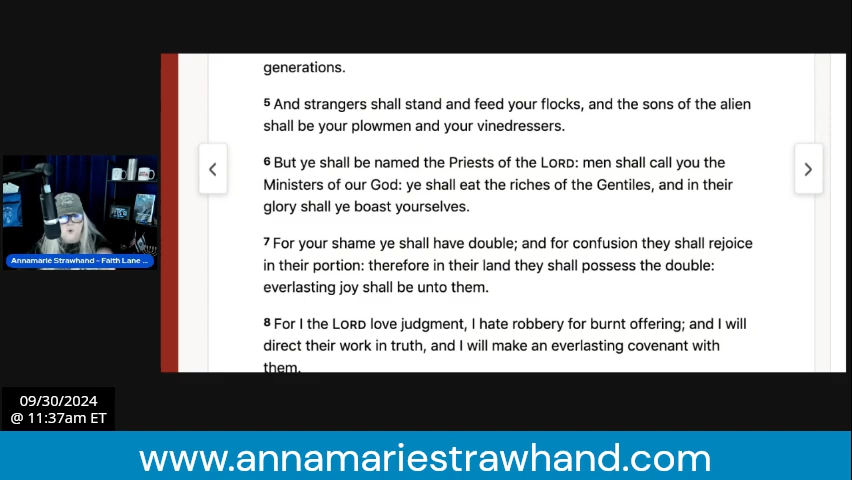 generations.
5 And strangers shall stand and feed your flocks, and the sons of the alien
shall be your plowmen and your vinedressers.
6 But ye shall be named the Priests of the LORD: men shall call you the
Ministers of our God: ye shall eat the riches of the Gentiles, and in their
glory shall ye boast yourselves.
7 For your shame ye shall have double; and for confusion they shall rejoice
in their portion: therefore in their land they shall possess the double:
everlasting joy shall be unto them.
8 For I the LORD love judgment, I hate robbery for burnt offering; and I will
direct their work in truth, and I will make an everlasting covenant with
them.
Annamarie Strawhand - Faith Lane ...
09/30/2024
@ 11:37am ET
www.annamariestrawhand.com